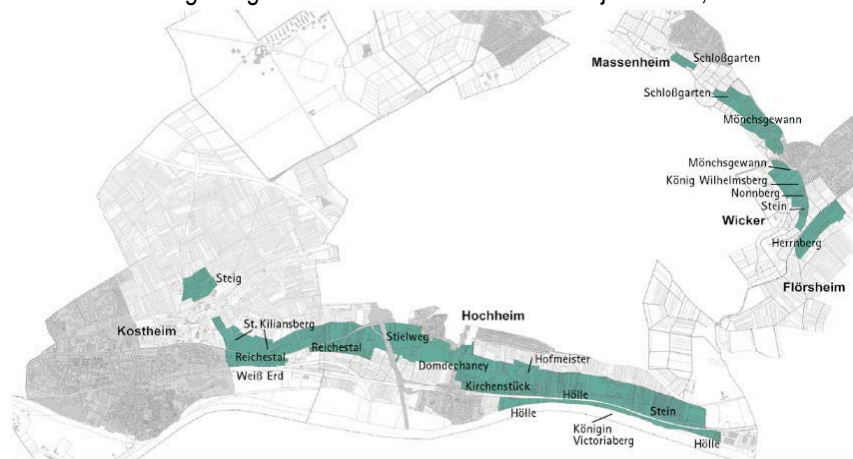 Massenheim
Schloßgarten
Schloßgarten
Mönchsgewann
Mönchsgewann
König Wilhelmsberg
Nonnberg
Stein
Wicker
Herrnberg
Flörsheim
Steig
Kostheim
St. Kiliansberg
Reichestal
Weiß Erd
Reichestal
Stielweg
Hochheim
Domdechaney
Hofmeister
Kirchenstück
Hölle
Stein
Hölle
Königin
Victoriaberg
Hölle